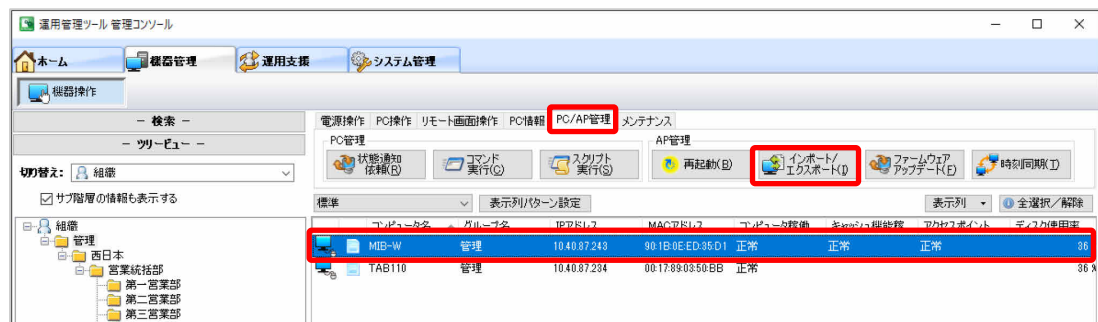 運用管理ツール 管理コンソール
ホーム 機器管理 運用支援 システム管理
機器操作
－ 検索 －
－ ツリービュー －
切り替え： 組織
サブ階層の情報も表示する
組織
管理
西日本
営業統括部
第一営業部
第二営業部
第三営業部
電源操作 PC操作 リモート画面操作 PC情報 PC/AP管理 メンテナンス
PC管理
状態通知依頼(R) コマンド実行(C) スクリプト実行(S)
AP管理
再起動(B) インポート/エクスポート(I) ファームウェアアップデート(F) 時刻同期(T)
標準 表示列パターン設定 表示列 全選択／解除
コンピュータ名 グループ名 IPアドレス MACアドレス コンピュータ稼働 キャッシュ機能稼 アクセスポイント ディスク使用率
MIB-W 管理 10.40.87.243 90:1B:0E:ED:35:D1 正常 正常 正常 36
TAB110 管理 10.40.87.234 00:17:89:03:50:BB 正常 36 %